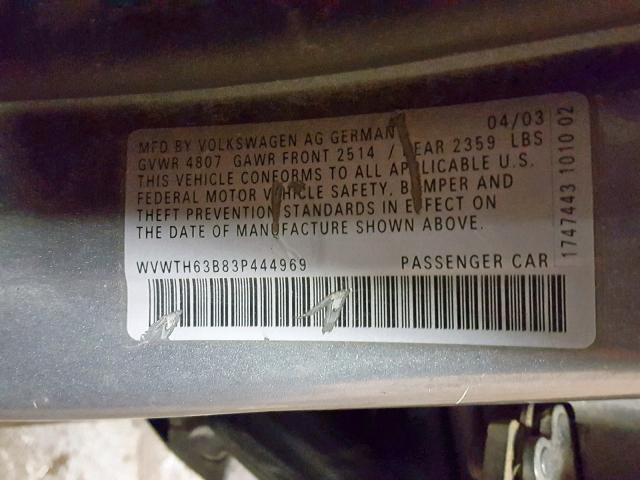 MFD BY VOLKSWAGEN AG GERMANY 04/03
GVWR 4807 GAWR FRONT 2514 / REAR 2359 LBS
THIS VEHICLE CONFORMS TO ALL APPLICABLE U.S.
FEDERAL MOTOR VEHICLE SAFETY, BUMPER AND
THEFT PREVENTION STANDARDS IN EFFECT ON
THE DATE OF MANUFACTURE SHOWN ABOVE.
WVWTH63B83P444969 PASSENGER CAR
1747443 1010 02